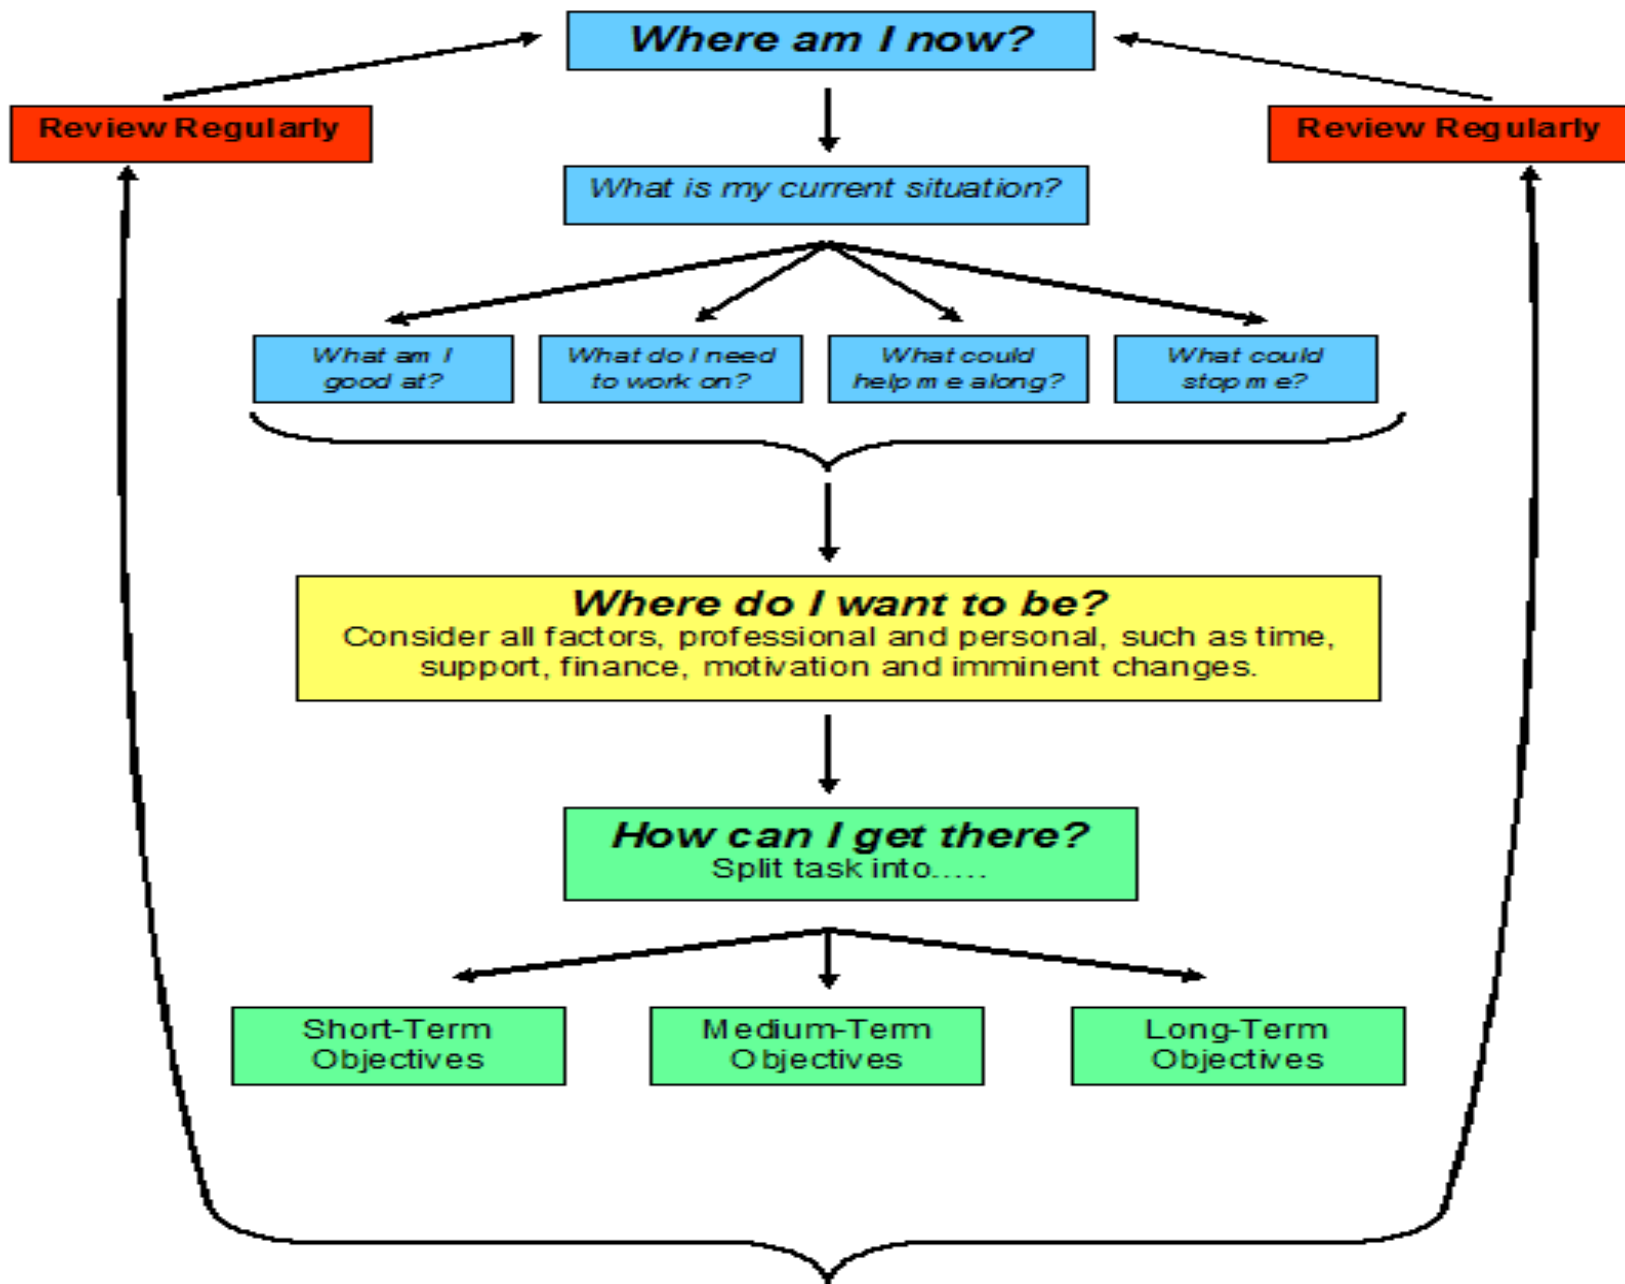 Where am I now?
Review Regularly
Review Regularly
What is my current situation?
What am I
good at?
What do I need
to work on?
What could
help me along?
What could
stop me?
Where do I want to be?
Consider all factors, professional and personal, such as time,
support, finance, motivation and imminent changes.
How can I get there?
Split task into.....
Short-Term
Objectives
Medium-Term
Objectives
Long-Term
Objectives